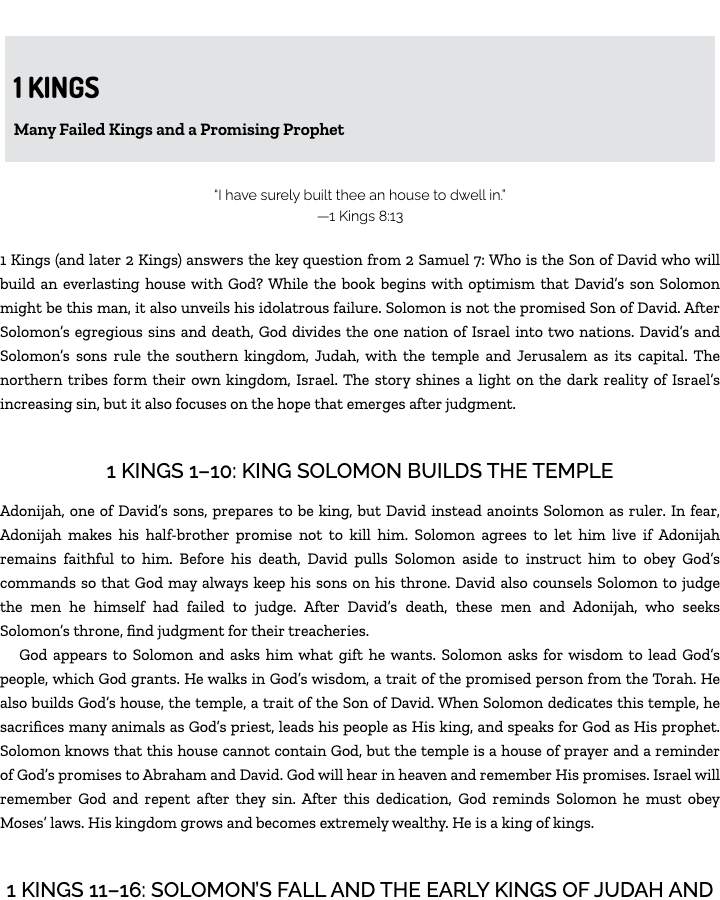 1 KINGS
Many Failed Kings and a Promising Prophet
“I have surely built thee an house to dwell in.”
—1 Kings 8:13
1 Kings (and later 2 Kings) answers the key question from 2 Samuel 7: Who is the Son of David who will
build an everlasting house with God? While the book begins with optimism that David’s son Solomon
might be this man, it also unveils his idolatrous failure. Solomon is not the promised Son of David. After
Solomon’s egregious sins and death, God divides the one nation of Israel into two nations. David’s and
Solomon’s sons rule the southern kingdom, Judah, with the temple and Jerusalem as its capital. The
northern tribes form their own kingdom, Israel. The story shines a light on the dark reality of Israel’s
increasing sin, but it also focuses on the hope that emerges after judgment.
1 KINGS 1–10: KING SOLOMON BUILDS THE TEMPLE
Adonijah, one of David’s sons, prepares to be king, but David instead anoints Solomon as ruler. In fear,
Adonijah makes his half-brother promise not to kill him. Solomon agrees to let him live if Adonijah
remains faithful to him. Before his death, David pulls Solomon aside to instruct him to obey God’s
commands so that God may always keep his sons on his throne. David also counsels Solomon to judge
the men he himself had failed to judge. After David’s death, these men and Adonijah, who seeks
Solomon’s throne, find judgment for their treacheries.
God appears to Solomon and asks him what gift he wants. Solomon asks for wisdom to lead God’s
people, which God grants. He walks in God’s wisdom, a trait of the promised person from the Torah. He
also builds God’s house, the temple, a trait of the Son of David. When Solomon dedicates this temple, he
sacrifices many animals as God’s priest, leads his people as His king, and speaks for God as His prophet.
Solomon knows that this house cannot contain God, but the temple is a house of prayer and a reminder
of God’s promises to Abraham and David. God will hear in heaven and remember His promises. Israel will
remember God and repent after they sin. After this dedication, God reminds Solomon he must obey
Moses’ laws. His kingdom grows and becomes extremely wealthy. He is a king of kings.
1 KINGS 11–16: SOLOMON’S FALL AND THE EARLY KINGS OF JUDAH AND